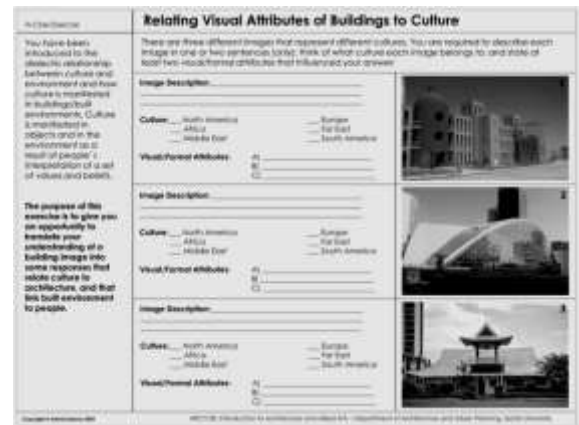 Relating Visual Attributes of Buildings to Culture
You have been
introduced to the
dialectic relationship
between culture and
environment and how
culture is manifested
in buildings/built
environments. Culture
is manifested in
objects and in the
environment as a
result of people's
interpretation of a set
of values and beliefs.
The purpose of this
exercise is to give you
an opportunity to
translate your
understanding of a
building image into
some responses that
relate culture to
architecture, and that
link built environment
to people.
There are three different images that represent different cultures. You are required to describe each
image in one or two sentences (only), think of what culture each image belongs to, and state at
least two visual/formal attributes that influenced your answer
Image Description
Culture: North America Europe
Africa Far East
Middle East South America
Visual/Formal Attributes: A)
B)
C)
1
Image Description
Culture: North America Europe
Africa Far East
Middle East South America
Visual/Formal Attributes: A)
B)
C)
2
Image Description
Culture: North America Europe
Africa Far East
Middle East South America
Visual/Formal Attributes: A)
B)
C)
3